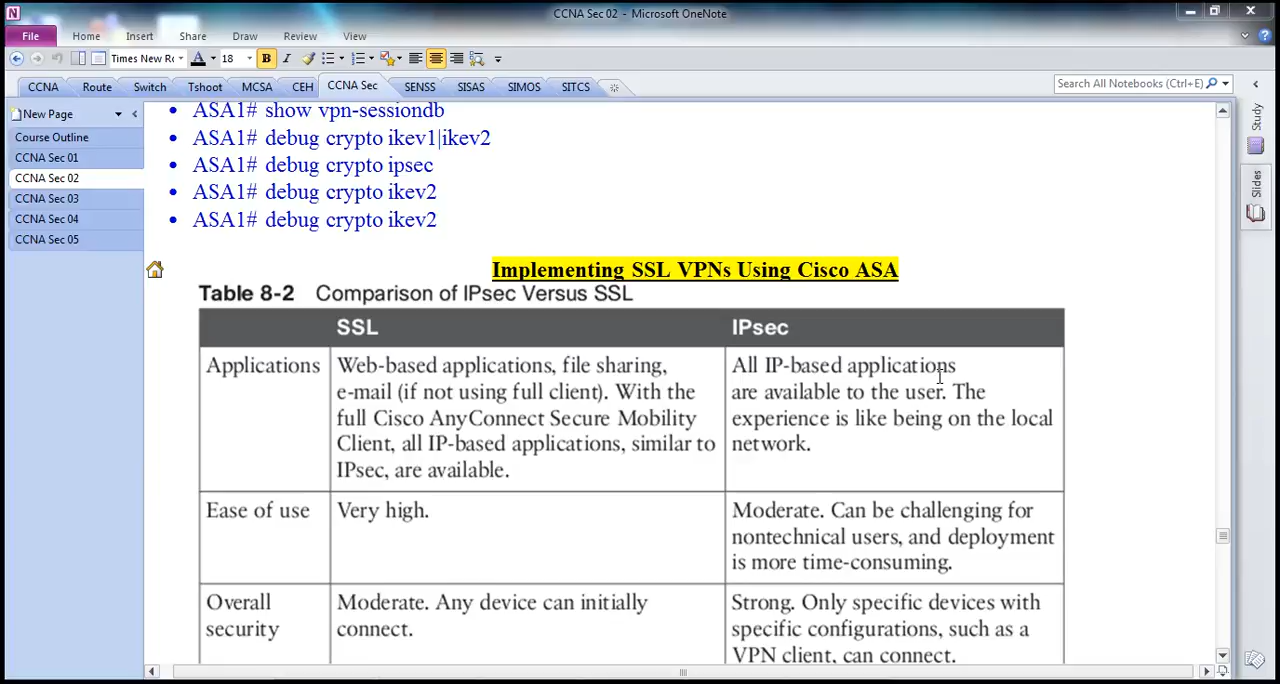 CCNA Sec 02 - Microsoft OneNote
File Home Insert Share Draw Review View
Times New Ro 18 B I A
CCNA Route Switch Tshoot MCSA CEH CCNA Sec SENSS SISAS SIMOS SITCS
Search All Notebooks (Ctrl+E)
New Page
Course Outline
CCNA Sec 01
CCNA Sec 02
CCNA Sec 03
CCNA Sec 04
CCNA Sec 05
• ASA1# show vpn-sessiondb
• ASA1# debug crypto ikev1|ikev2
• ASA1# debug crypto ipsec
• ASA1# debug crypto ikev2
• ASA1# debug crypto ikev2
Implementing SSL VPNs Using Cisco ASA
Table 8-2 Comparison of IPsec Versus SSL
SSL IPsec
Applications
Web-based applications, file sharing,
e-mail (if not using full client). With the
full Cisco AnyConnect Secure Mobility
Client, all IP-based applications, similar to
IPsec, are available.
All IP-based applications
are available to the user. The
experience is like being on the local
network.
Ease of use
Very high.
Moderate. Can be challenging for
nontechnical users, and deployment
is more time-consuming.
Overall
security
Moderate. Any device can initially
connect.
Strong. Only specific devices with
specific configurations, such as a
VPN client, can connect.
Study
Slides